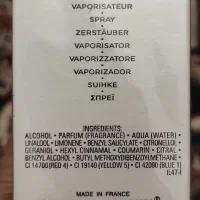 VAPORISATEUR
SPRAY
ZERSTÄUBER
VAPORISATOR
VAPORIZZATORE
VAPORIZADOR
SUIHKE
ΣΠΡΕΪ
INGREDIENTS:
ALCOHOL • PARFUM (FRAGRANCE) • AQUA (WATER) •
LINALOOL • LIMONENE • BENZYL SALICYLATE • CITRONELLOL •
GERANIOL • HEXYL CINNAMAL • COUMARIN • CITRAL •
BENZYL ALCOHOL • BUTYL METHOXYDIBENZOYLMETHANE •
CI 14700 (RED 4) • CI 19140 (YELLOW 5) • CI 42090 (BLUE 1)
IL47-I
MADE IN FRANCE